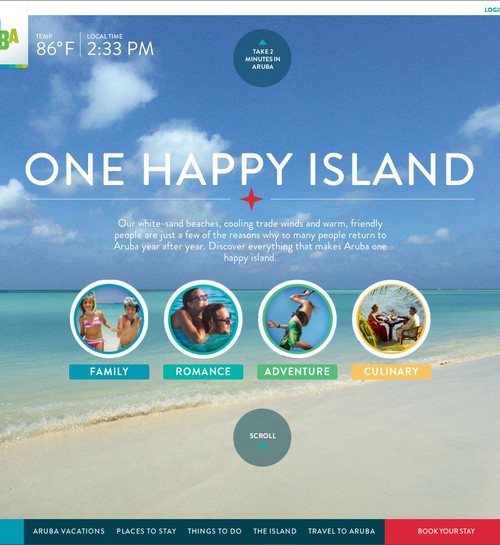 LOGI
BA
TEMP
86°F
LOCAL TIME
2:33 PM
TAKE 2
MINUTES IN
ARUBA
ONE HAPPY ISLAND
Our white-sand beaches, cooling trade winds and warm, friendly
people are just a few of the reasons why so many people return to
Aruba year after year. Discover everything that makes Aruba one
happy island.
FAMILY
ROMANCE
ADVENTURE
CULINARY
SCROLL
ARUBA VACATIONS
PLACES TO STAY
THINGS TO DO
THE ISLAND
TRAVEL TO ARUBA
BOOK YOUR STAY